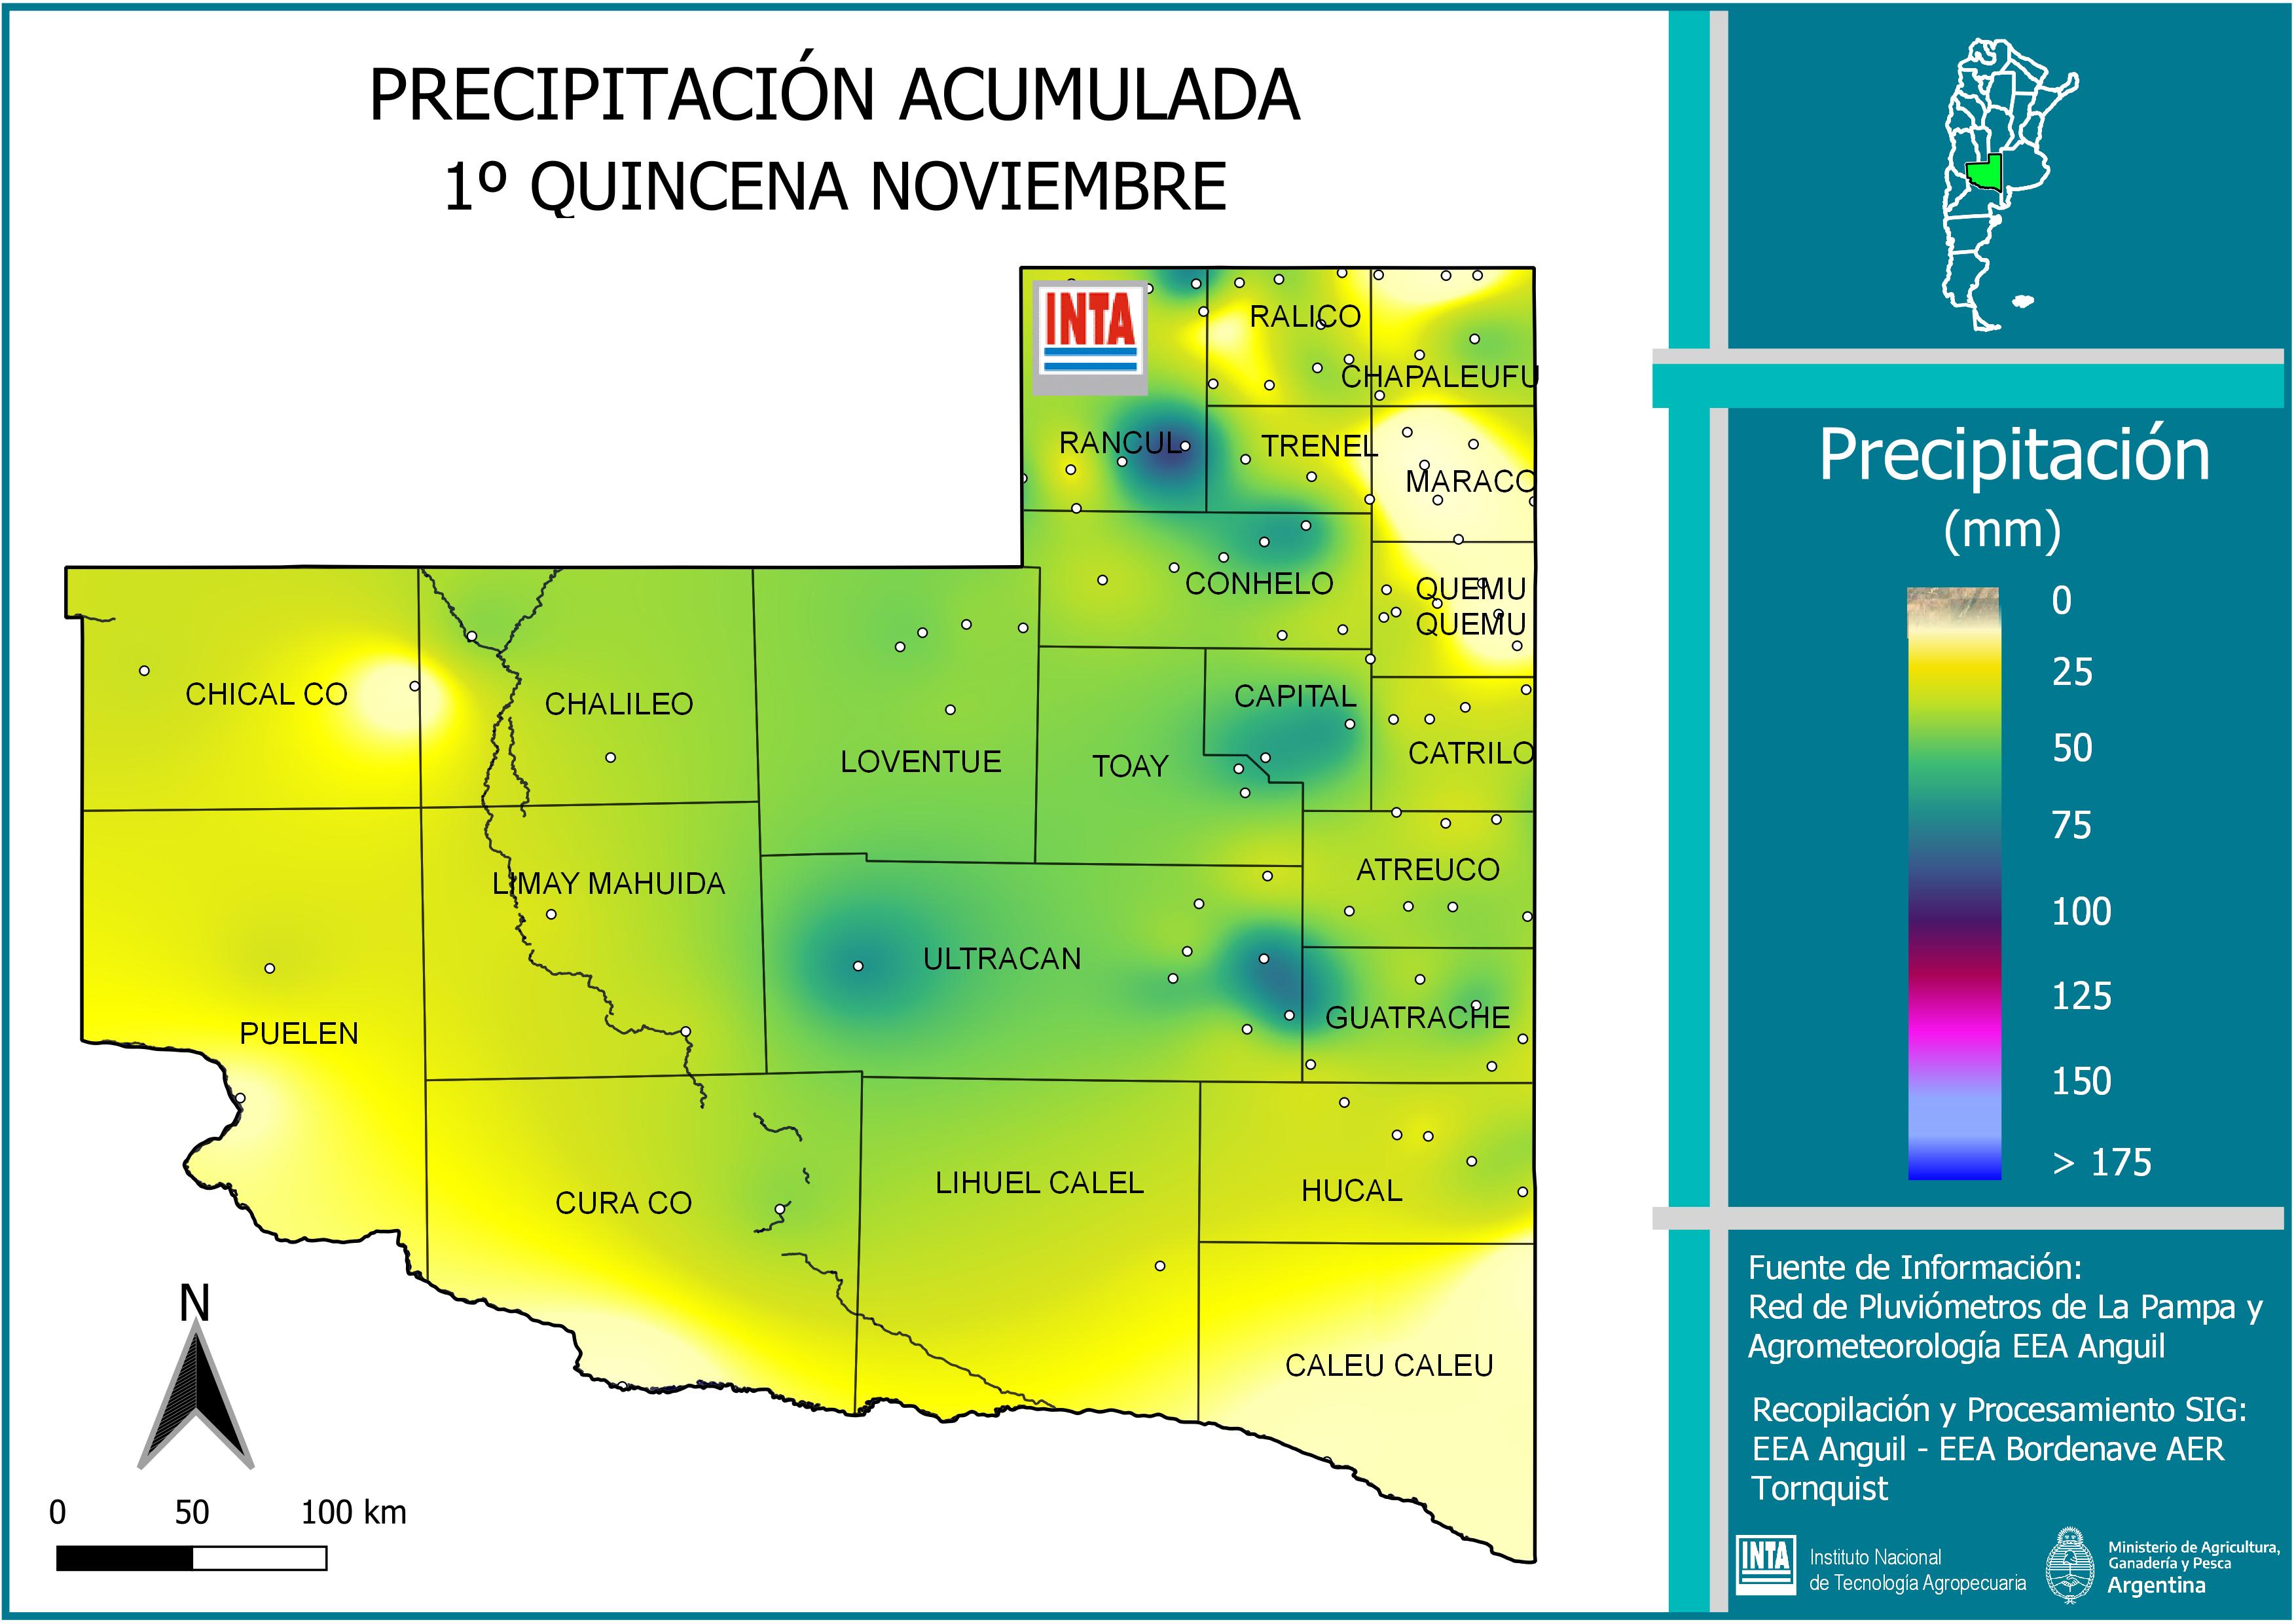 PRECIPITACIÓN ACUMULADA
1º QUINCENA NOVIEMBRE
INTA
RALICO
CHAPALEUFU
RANCUL
TRENEL
MARACO
CONHELO
QUEMU
QUEMU
CHICAL CO
CHALILEO
LOVENTUE
TOAY
CAPITAL
CATRILO
LIMAY MAHUIDA
ATREUCO
ULTRACAN
PUELEN
GUATRACHE
CURA CO
LIHUEL CALEL
HUCAL
CALEU CALEU
N
0 50 100 km
Precipitación
(mm)
0
25
50
75
100
125
150
> 175
Fuente de Información:
Red de Pluviómetros de La Pampa y
Agrometeorología EEA Anguil
Recopilación y Procesamiento SIG:
EEA Anguil - EEA Bordenave AER
Tornquist
INTA
Instituto Nacional
de Tecnología Agropecuaria
Ministerio de Agricultura,
Ganadería y Pesca
Argentina